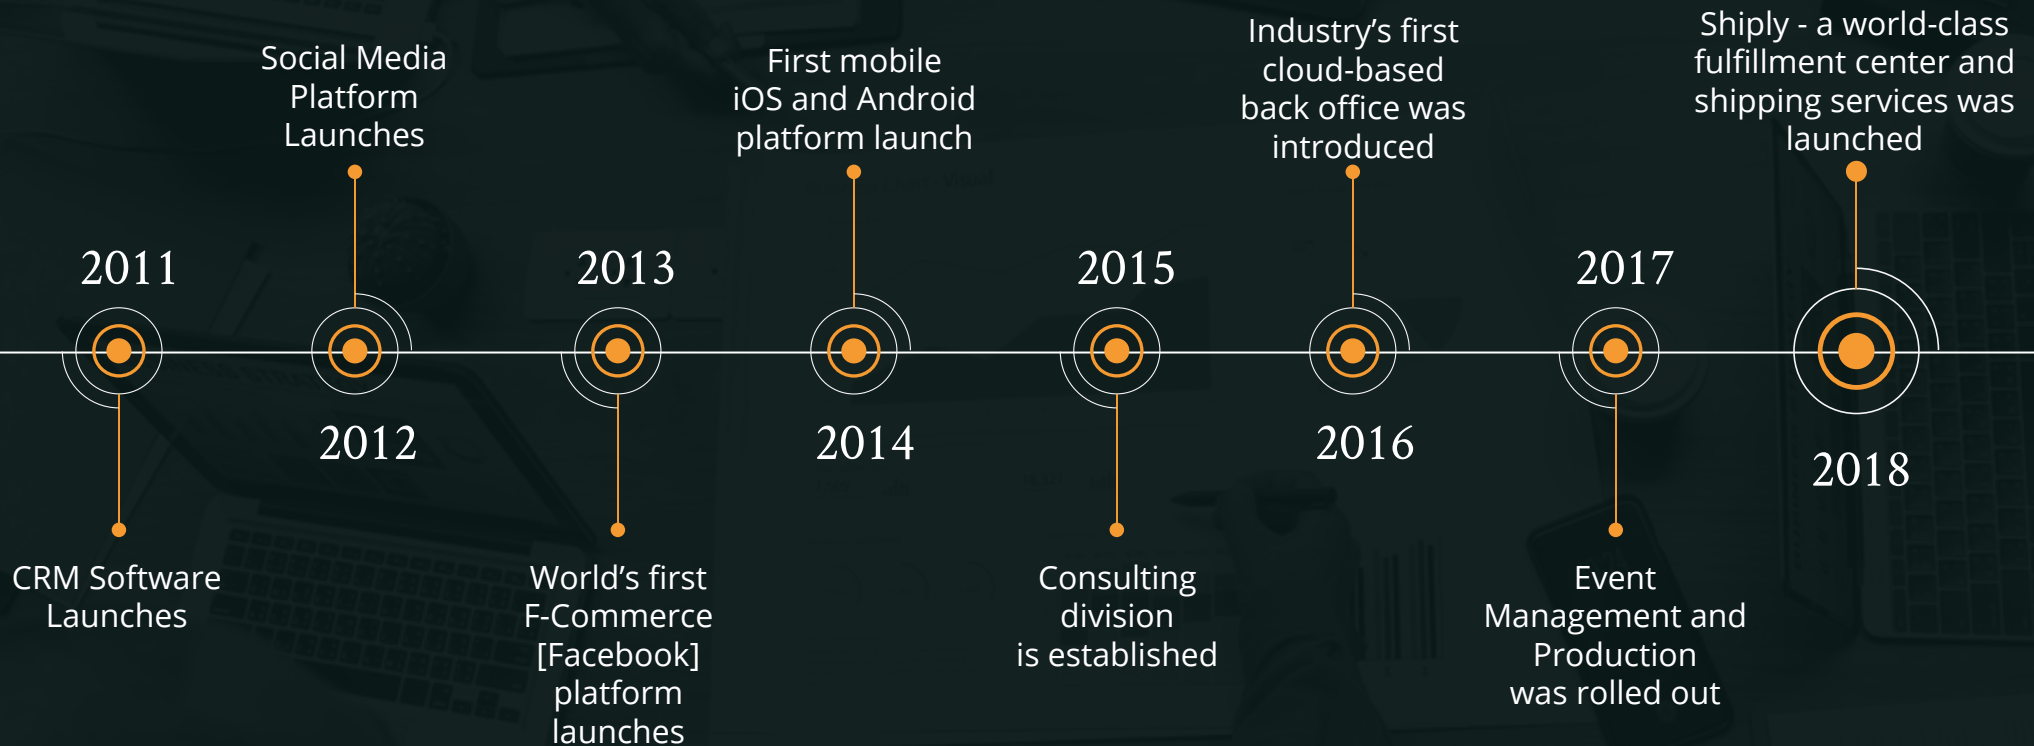 2011
CRM Software
Launches
Social Media
Platform
Launches
2012
2013
World’s first
F-Commerce
[Facebook]
platform
launches
First mobile
iOS and Android
platform launch
2014
2015
Consulting
division
is established
Industry’s first
cloud-based
back office was
introduced
2016
2017
Event
Management and
Production
was rolled out
Shiply - a world-class
fulfillment center and
shipping services was
launched
2018